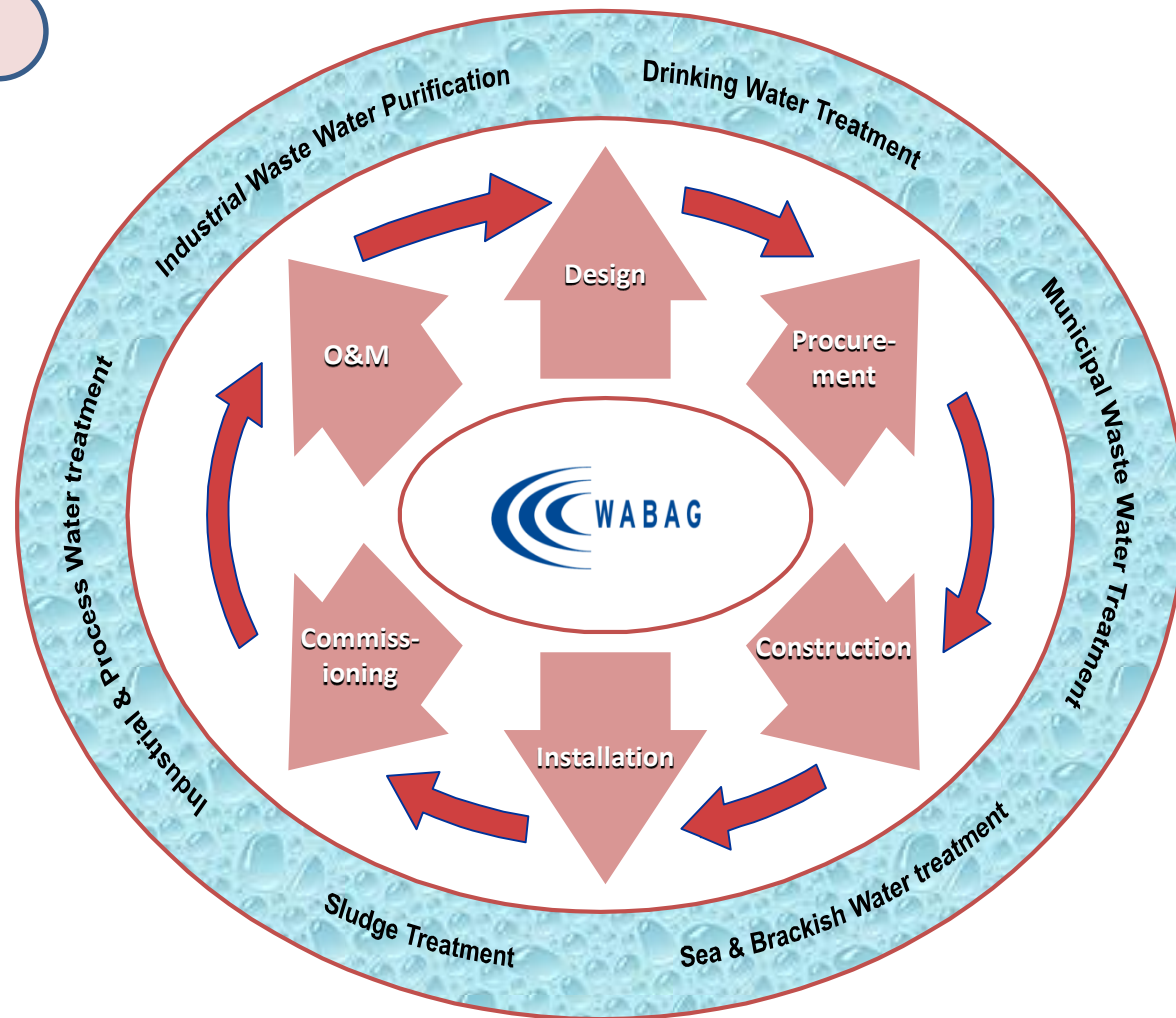 Industrial Waste Water Purification
Drinking Water Treatment
Municipal Waste Water Treatment
Sea & Brackish Water treatment
Sludge Treatment
Industrial & Process Water treatment
Design
Procure-
ment
Construction
Installation
Commiss-
ioning
O&M
WABAG